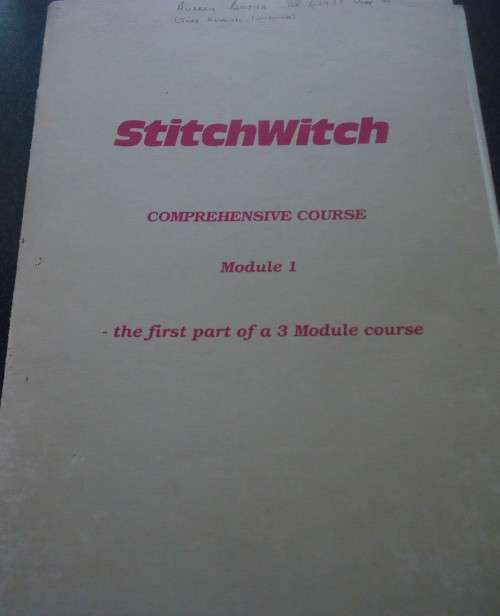 StitchWitch
COMPREHENSIVE COURSE
Module 1
- the first part of a 3 Module course